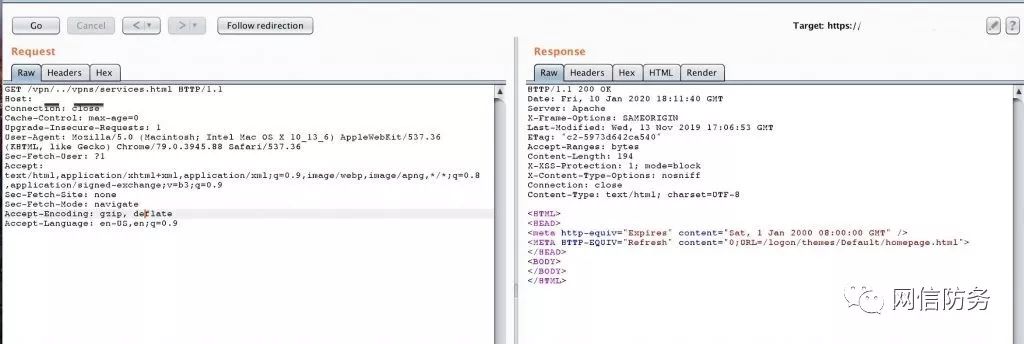 Go
Cancel
< | ▾
> | ▾
Follow redirection
Target: https://
?
Request
Raw Headers Hex
GET /vpn/../vpns/services.html HTTP/1.1
Host:
Connection: close
Cache-Control: max-age=0
Upgrade-Insecure-Requests: 1
User-Agent: Mozilla/5.0 (Macintosh; Intel Mac OS X 10_13_6) AppleWebKit/537.36
(KHTML, like Gecko) Chrome/79.0.3945.88 Safari/537.36
Sec-Fetch-User: ?1
Accept:
text/html,application/xhtml+xml,application/xml;q=0.9,image/webp,image/apng,*/*;q=0.8
,application/signed-exchange;v=b3;q=0.9
Sec-Fetch-Site: none
Sec-Fetch-Mode: navigate
Accept-Encoding: gzip, deflate
Accept-Language: en-US,en;q=0.9
Response
Raw Headers Hex HTML Render
HTTP/1.1 200 OK
Date: Fri, 10 Jan 2020 18:11:40 GMT
Server: Apache
X-Frame-Options: SAMEORIGIN
Last-Modified: Wed, 13 Nov 2019 17:06:53 GMT
ETag: "c2-5973d642ca540"
Accept-Ranges: bytes
Content-Length: 194
X-XSS-Protection: 1; mode=block
X-Content-Type-Options: nosniff
Connection: close
Content-Type: text/html; charset=UTF-8
<HTML>
<HEAD>
<meta http-equiv="Expires" content="Sat, 1 Jan 2000 08:00:00 GMT" />
<META HTTP-EQUIV="Refresh" content="0;URL=/logon/themes/Default/homepage.html">
</HEAD>
<BODY>
</BODY>
</HTML>
网信防务